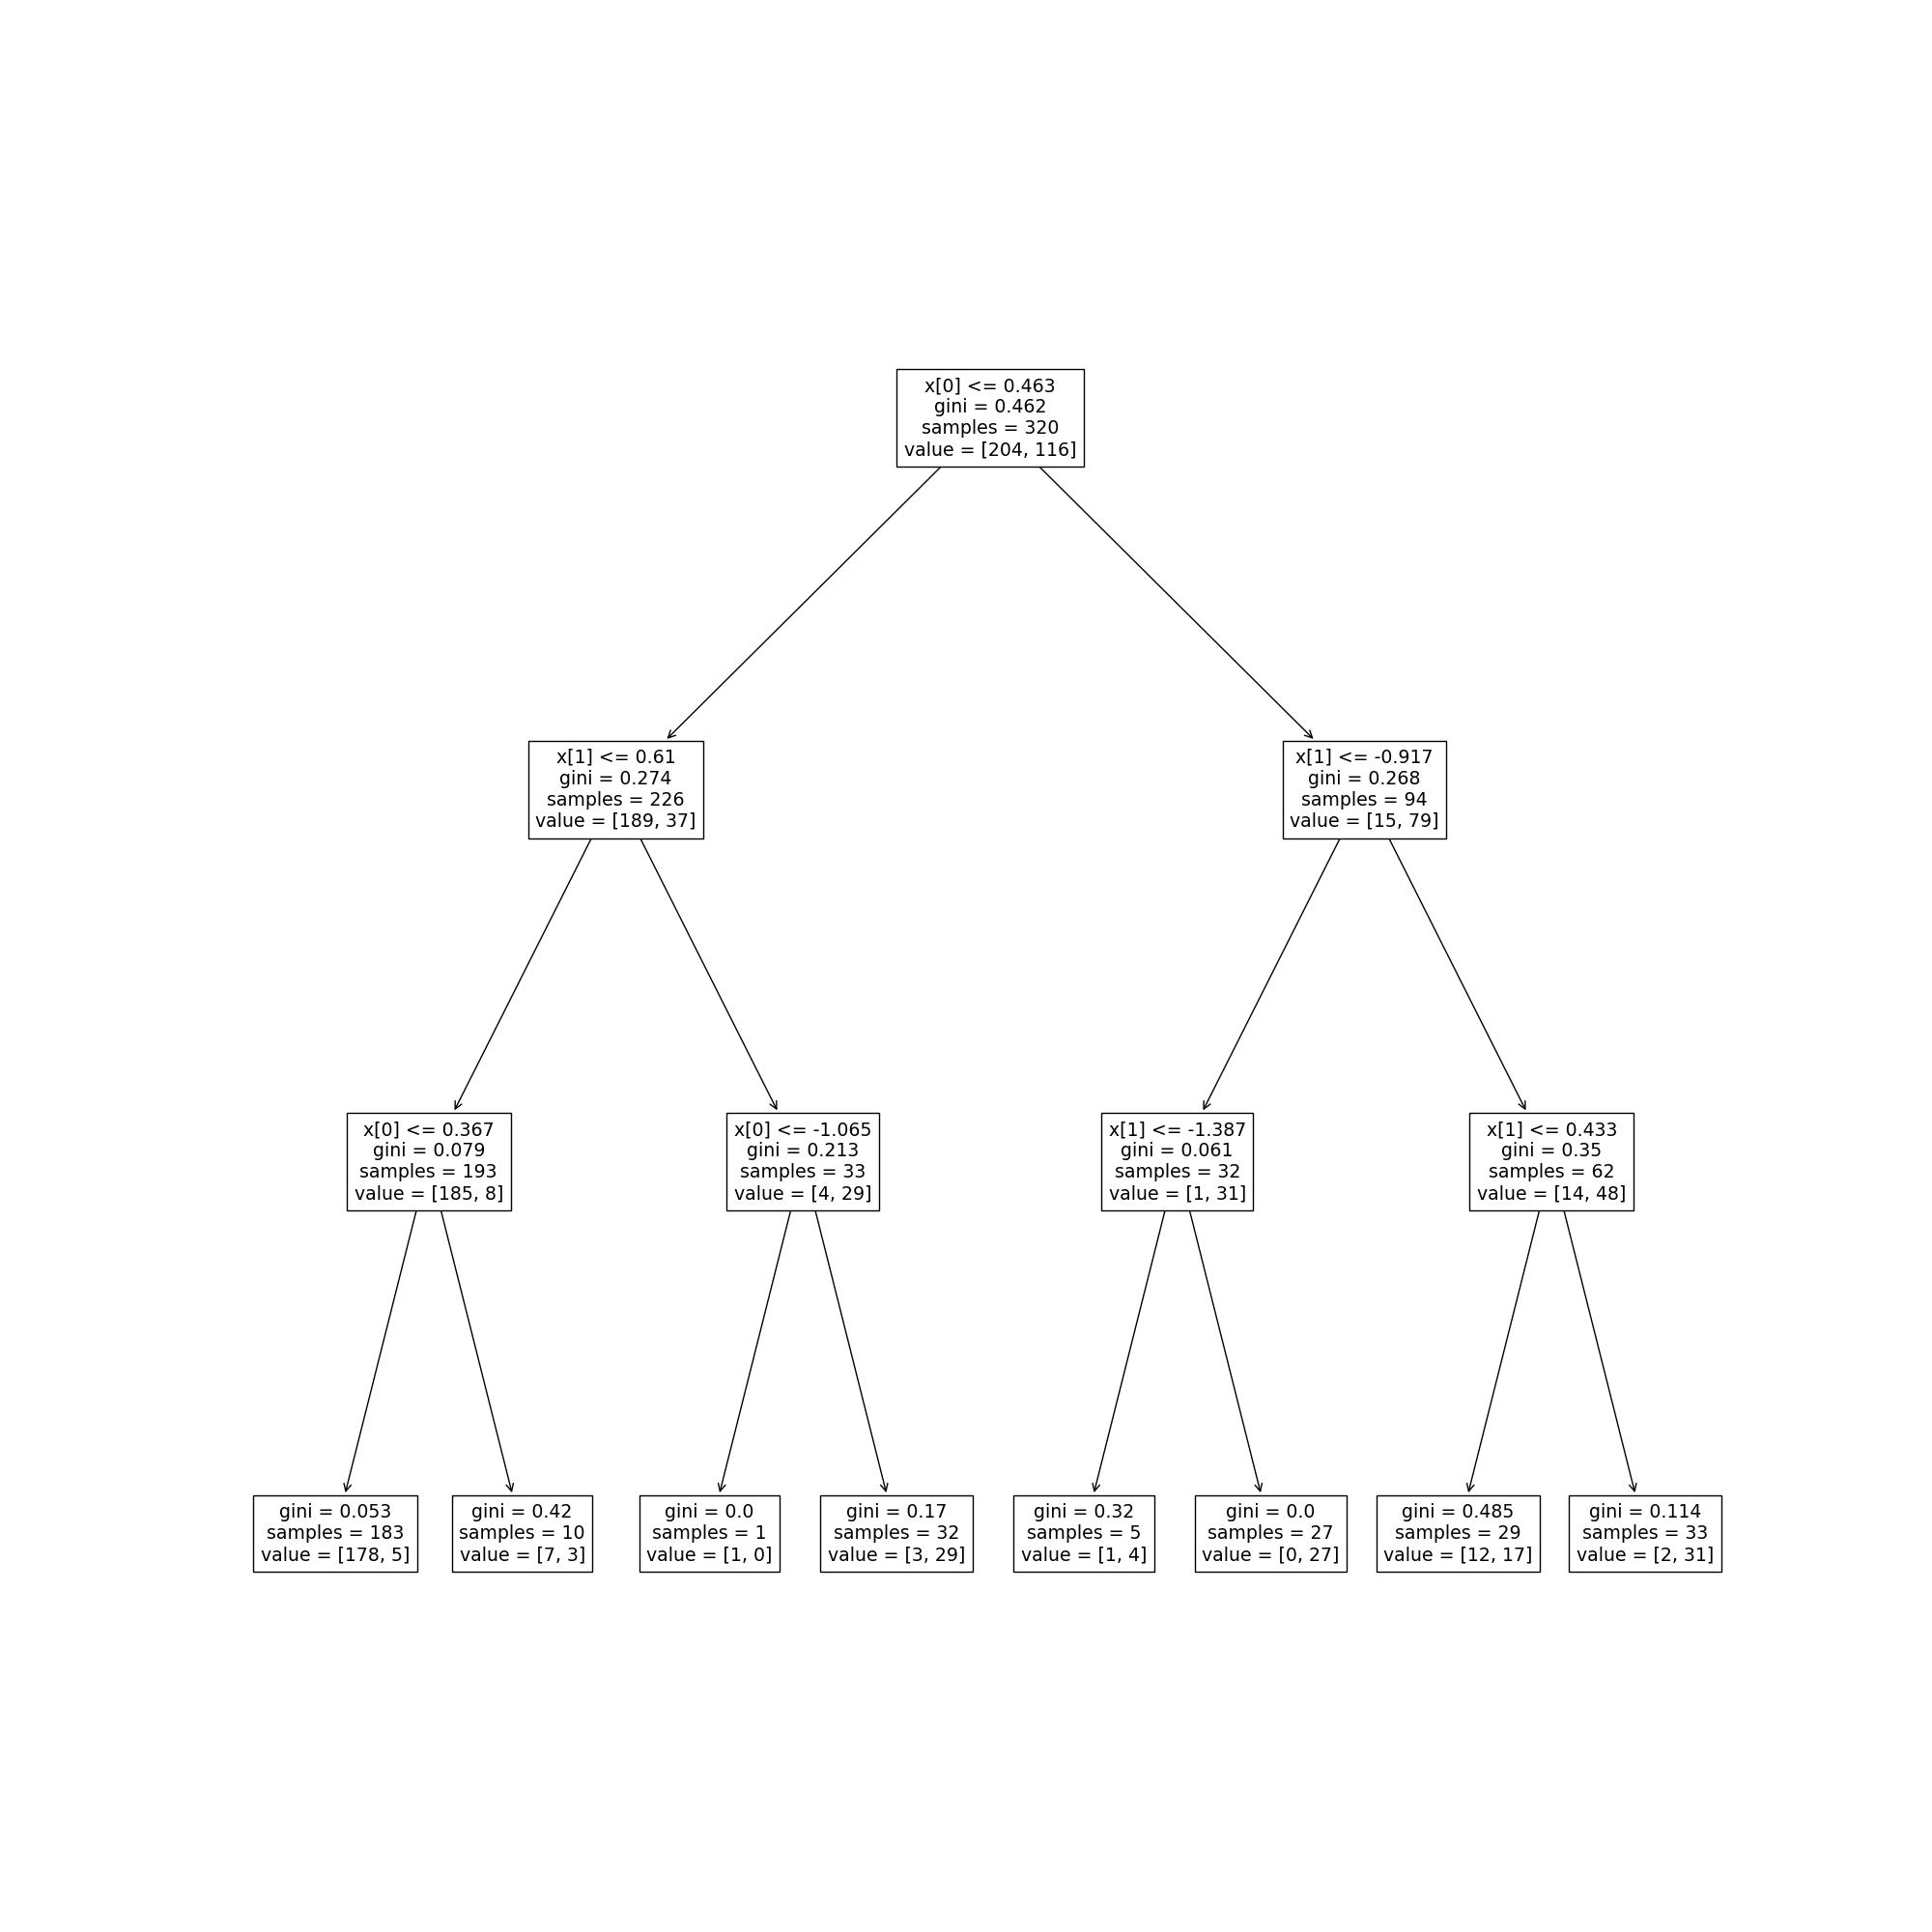 x[0] <= 0.463
gini = 0.462
samples = 320
value = [204, 116]
x[1] <= 0.61
gini = 0.274
samples = 226
value = [189, 37]
x[1] <= -0.917
gini = 0.268
samples = 94
value = [15, 79]
x[0] <= 0.367
gini = 0.079
samples = 193
value = [185, 8]
x[0] <= -1.065
gini = 0.213
samples = 33
value = [4, 29]
x[1] <= -1.387
gini = 0.061
samples = 32
value = [1, 31]
x[1] <= 0.433
gini = 0.35
samples = 62
value = [14, 48]
gini = 0.053
samples = 183
value = [178, 5]
gini = 0.42
samples = 10
value = [7, 3]
gini = 0.0
samples = 1
value = [1, 0]
gini = 0.17
samples = 32
value = [3, 29]
gini = 0.32
samples = 5
value = [1, 4]
gini = 0.0
samples = 27
value = [0, 27]
gini = 0.485
samples = 29
value = [12, 17]
gini = 0.114
samples = 33
value = [2, 31]